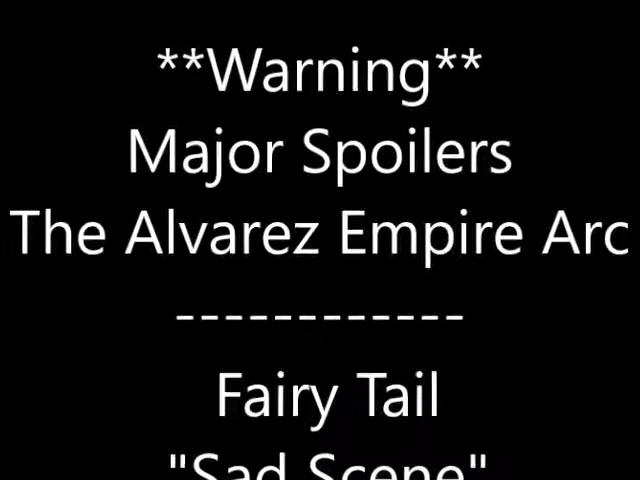 **Warning**
Major Spoilers
The Alvarez Empire Arc
------------
Fairy Tail
"Sad Scene"